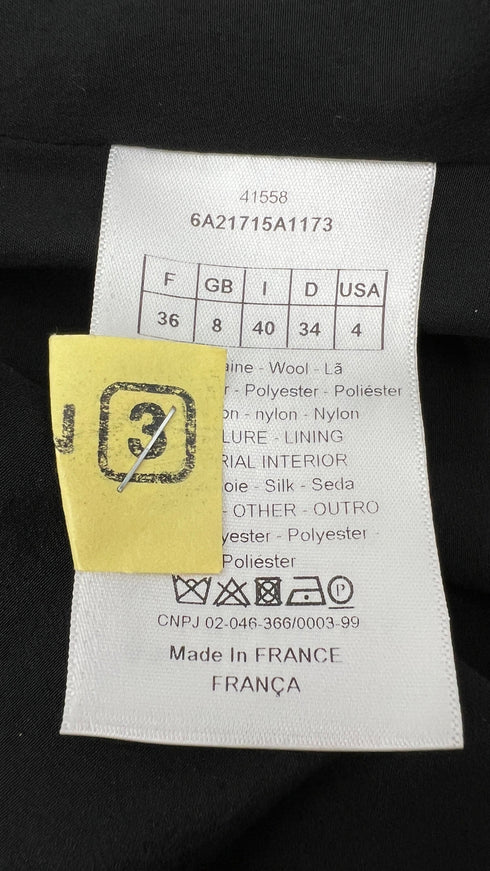 41558
6A21715A1173
F GB I D USA
36 8 40 34 4
aine - Wool - Lã
r - Polyester - Poliéster
on - nylon - Nylon
LURE - LINING
RIAL INTERIOR
oie - Silk - Seda
- OTHER - OUTRO
yester - Polyester
Poliester
3
P
CNPJ 02-046-366/0003-99
Made In FRANCE
FRANÇA